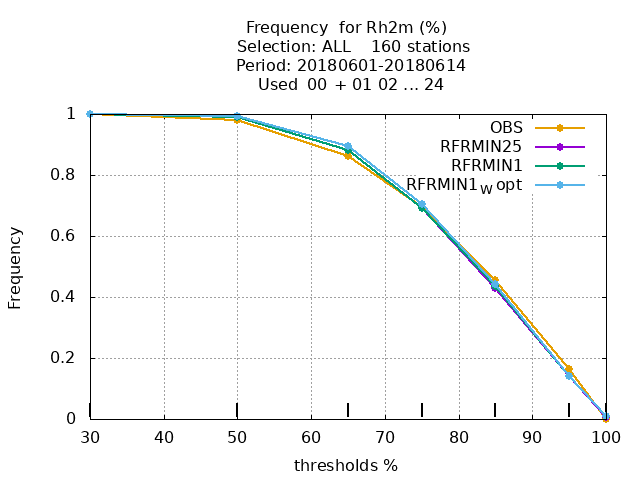 Frequency for Rh2m (%)
Selection: ALL 160 stations
Period: 20180601-20180614
Used 00 + 01 02 ... 24
1
0.8
0.6
0.4
0.2
0
Frequency
OBS
RFRMIN25
RFRMIN1
RFRMIN1w opt
30 40 50 60 70 80 90 100
thresholds %